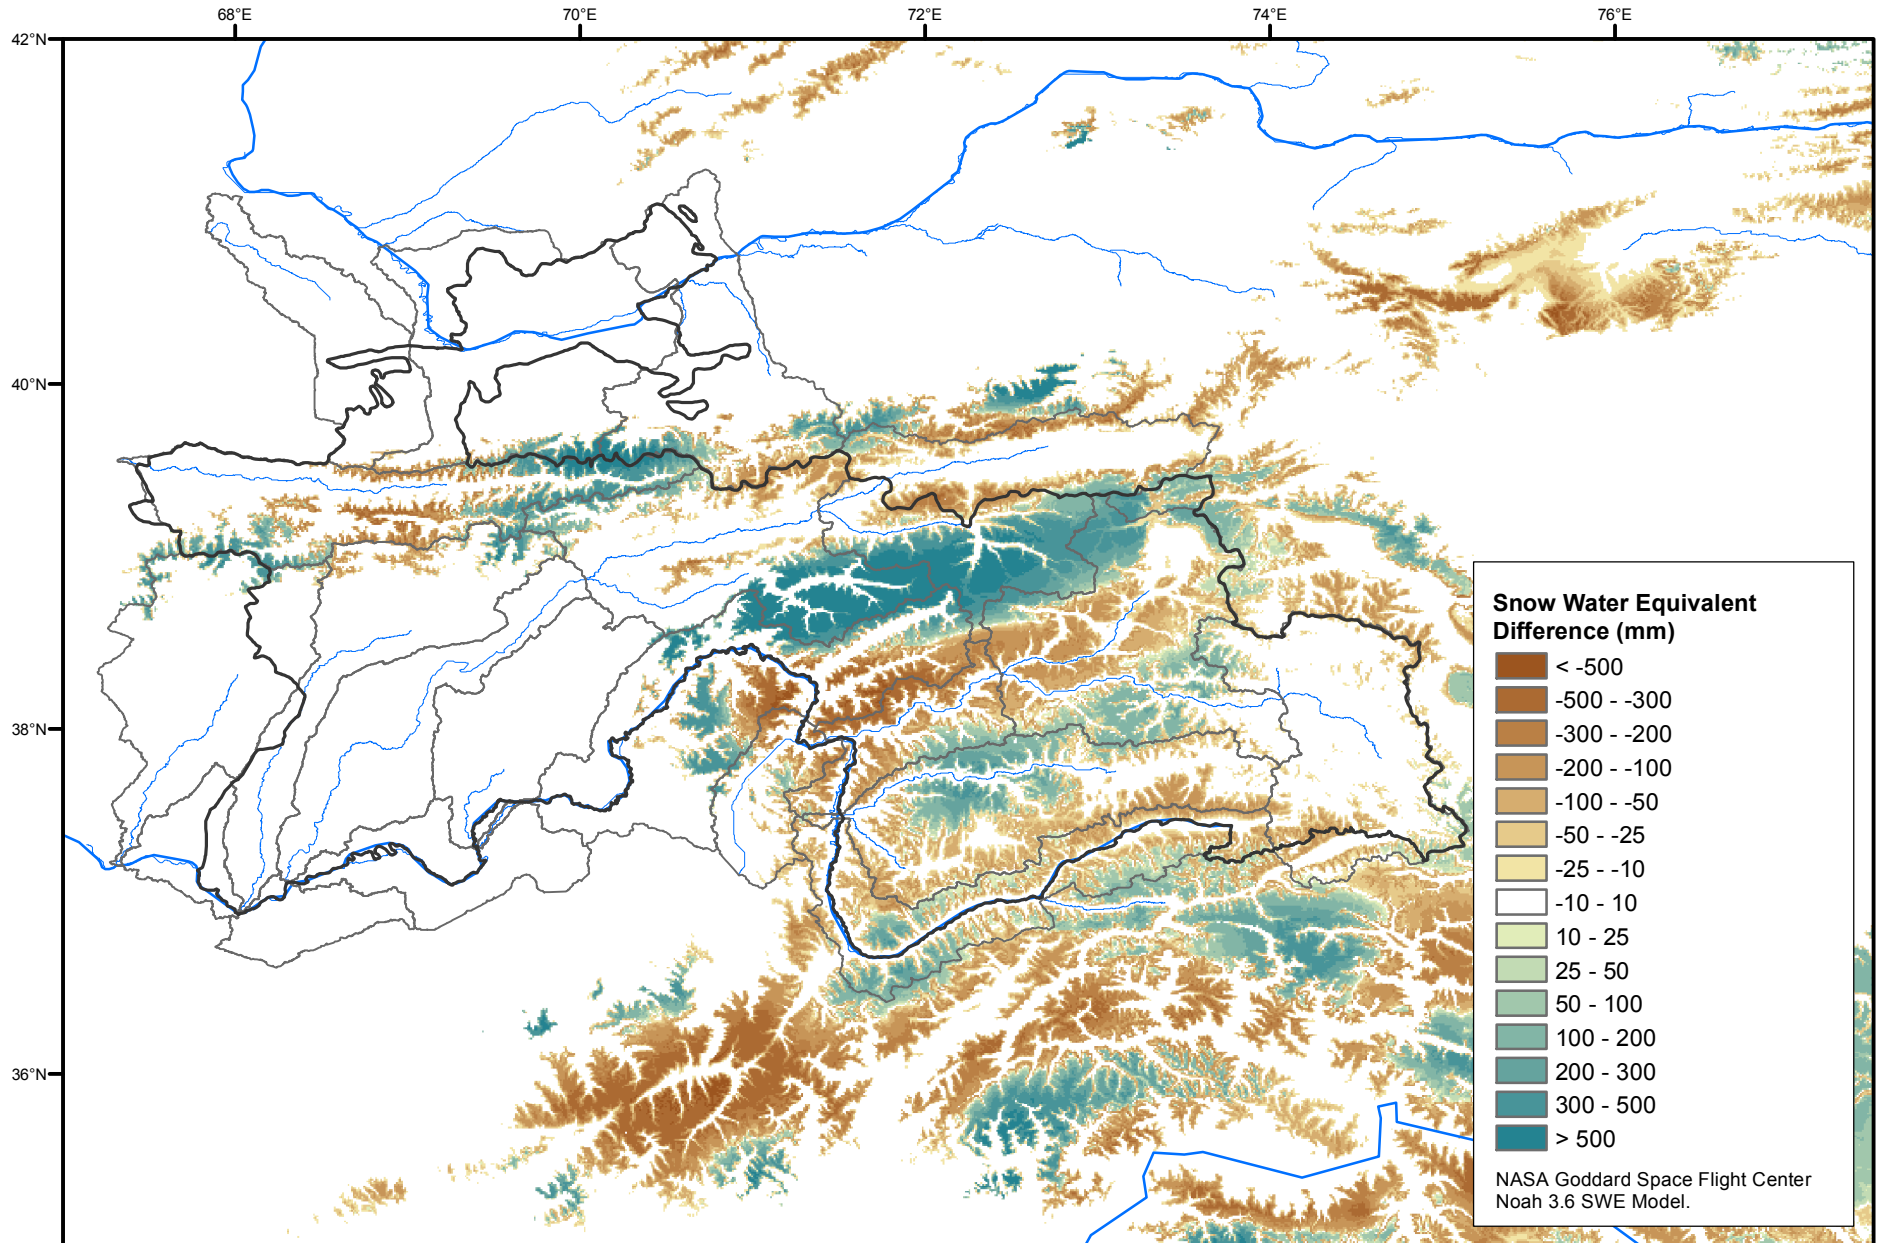 68°E
70°E
72°E
74°E
76°E
42°N
40°N
38°N
36°N
Snow Water Equivalent
Difference (mm)
< -500
-500 - -300
-300 - -200
-200 - -100
-100 - -50
-50 - -25
-25 - -10
-10 - 10
10 - 25
25 - 50
50 - 100
100 - 200
200 - 300
300 - 500
> 500
NASA Goddard Space Flight Center
Noah 3.6 SWE Model.